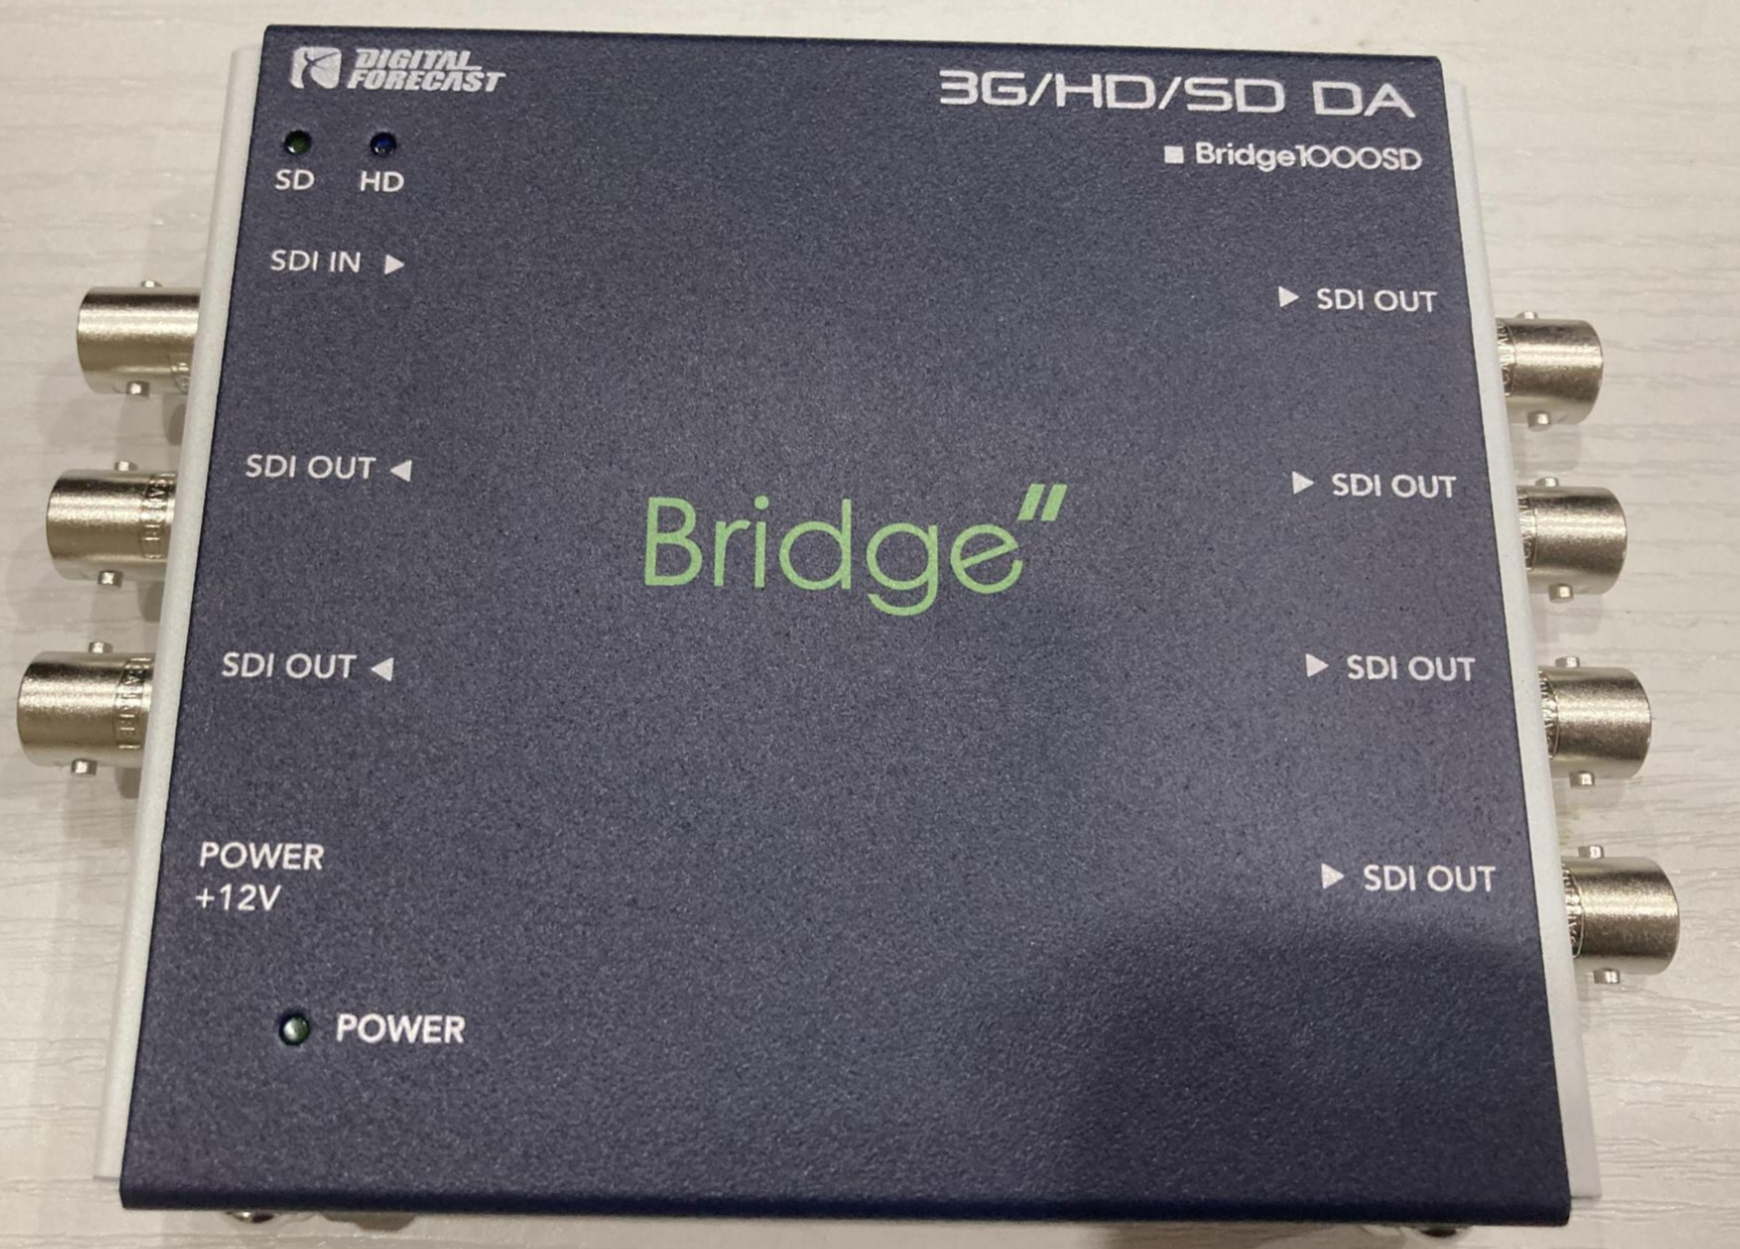 DIGITAL
FORECAST
3G/HD/SD DA
Bridge1000SD
SD HD
SDI IN
SDI OUT
SDI OUT
SDI OUT
SDI OUT
Bridge
SDI OUT
SDI OUT
POWER
+12V
SDI OUT
POWER